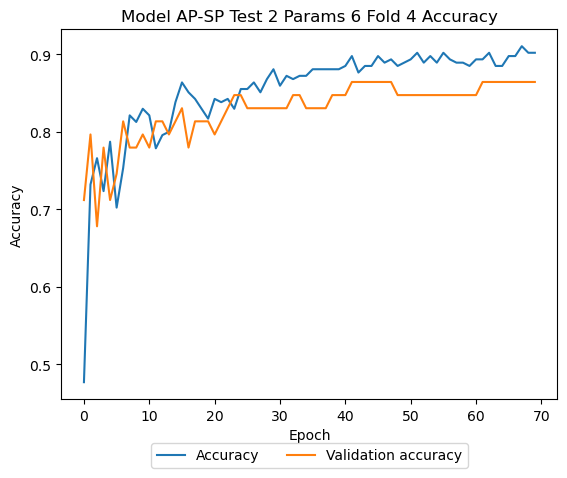 Model AP-SP Test 2 Params 6 Fold 4 Accuracy
Accuracy
0.9
0.8
0.7
0.6
0.5
0 10 20 30 40 50 60 70
Epoch
Accuracy Validation accuracy